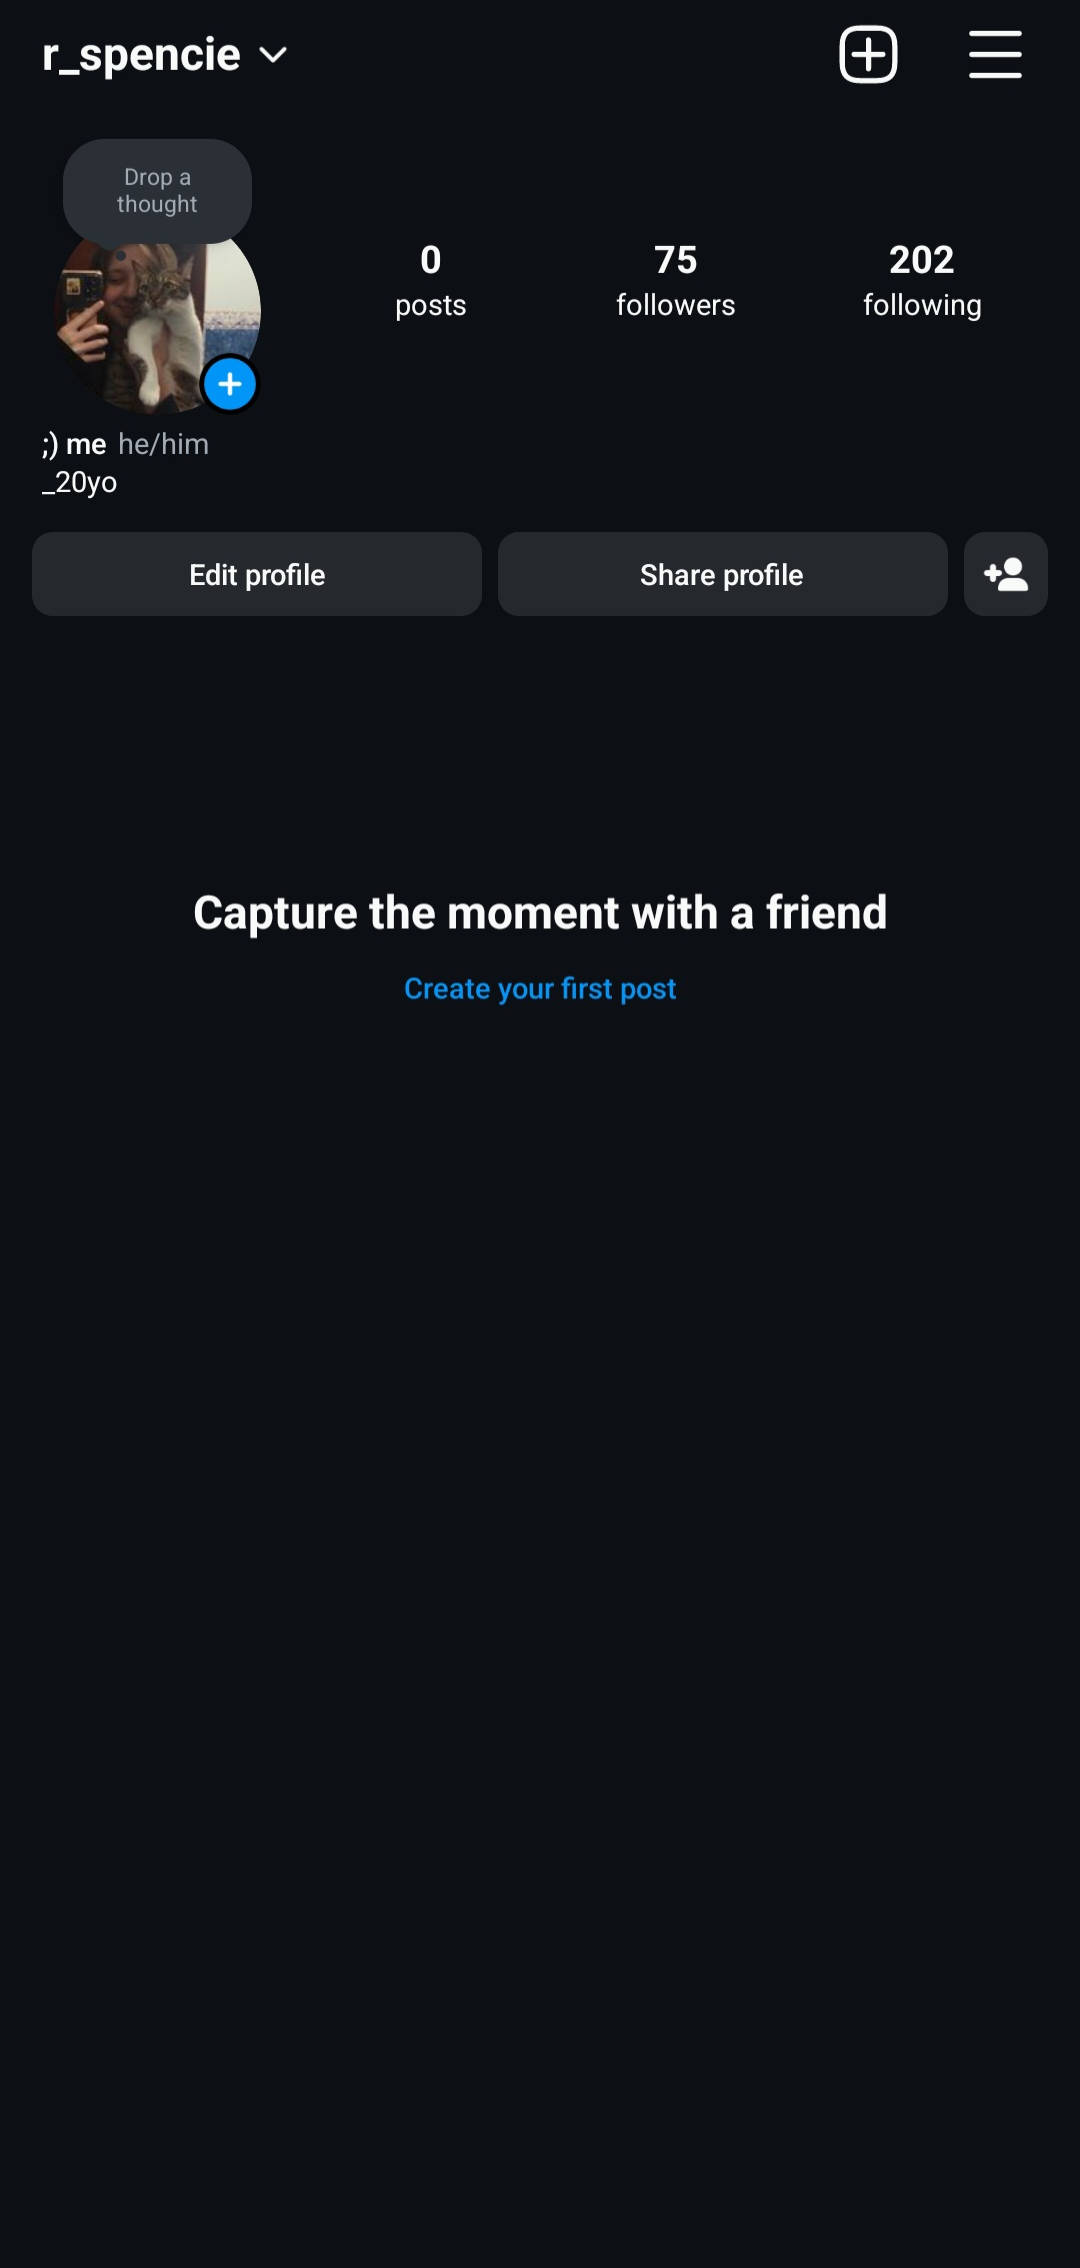 r_spencie
Drop a
thought
0
posts
75
followers
202
following
;) me he/him
_20yo
Edit profile
Share profile
Capture the moment with a friend
Create your first post